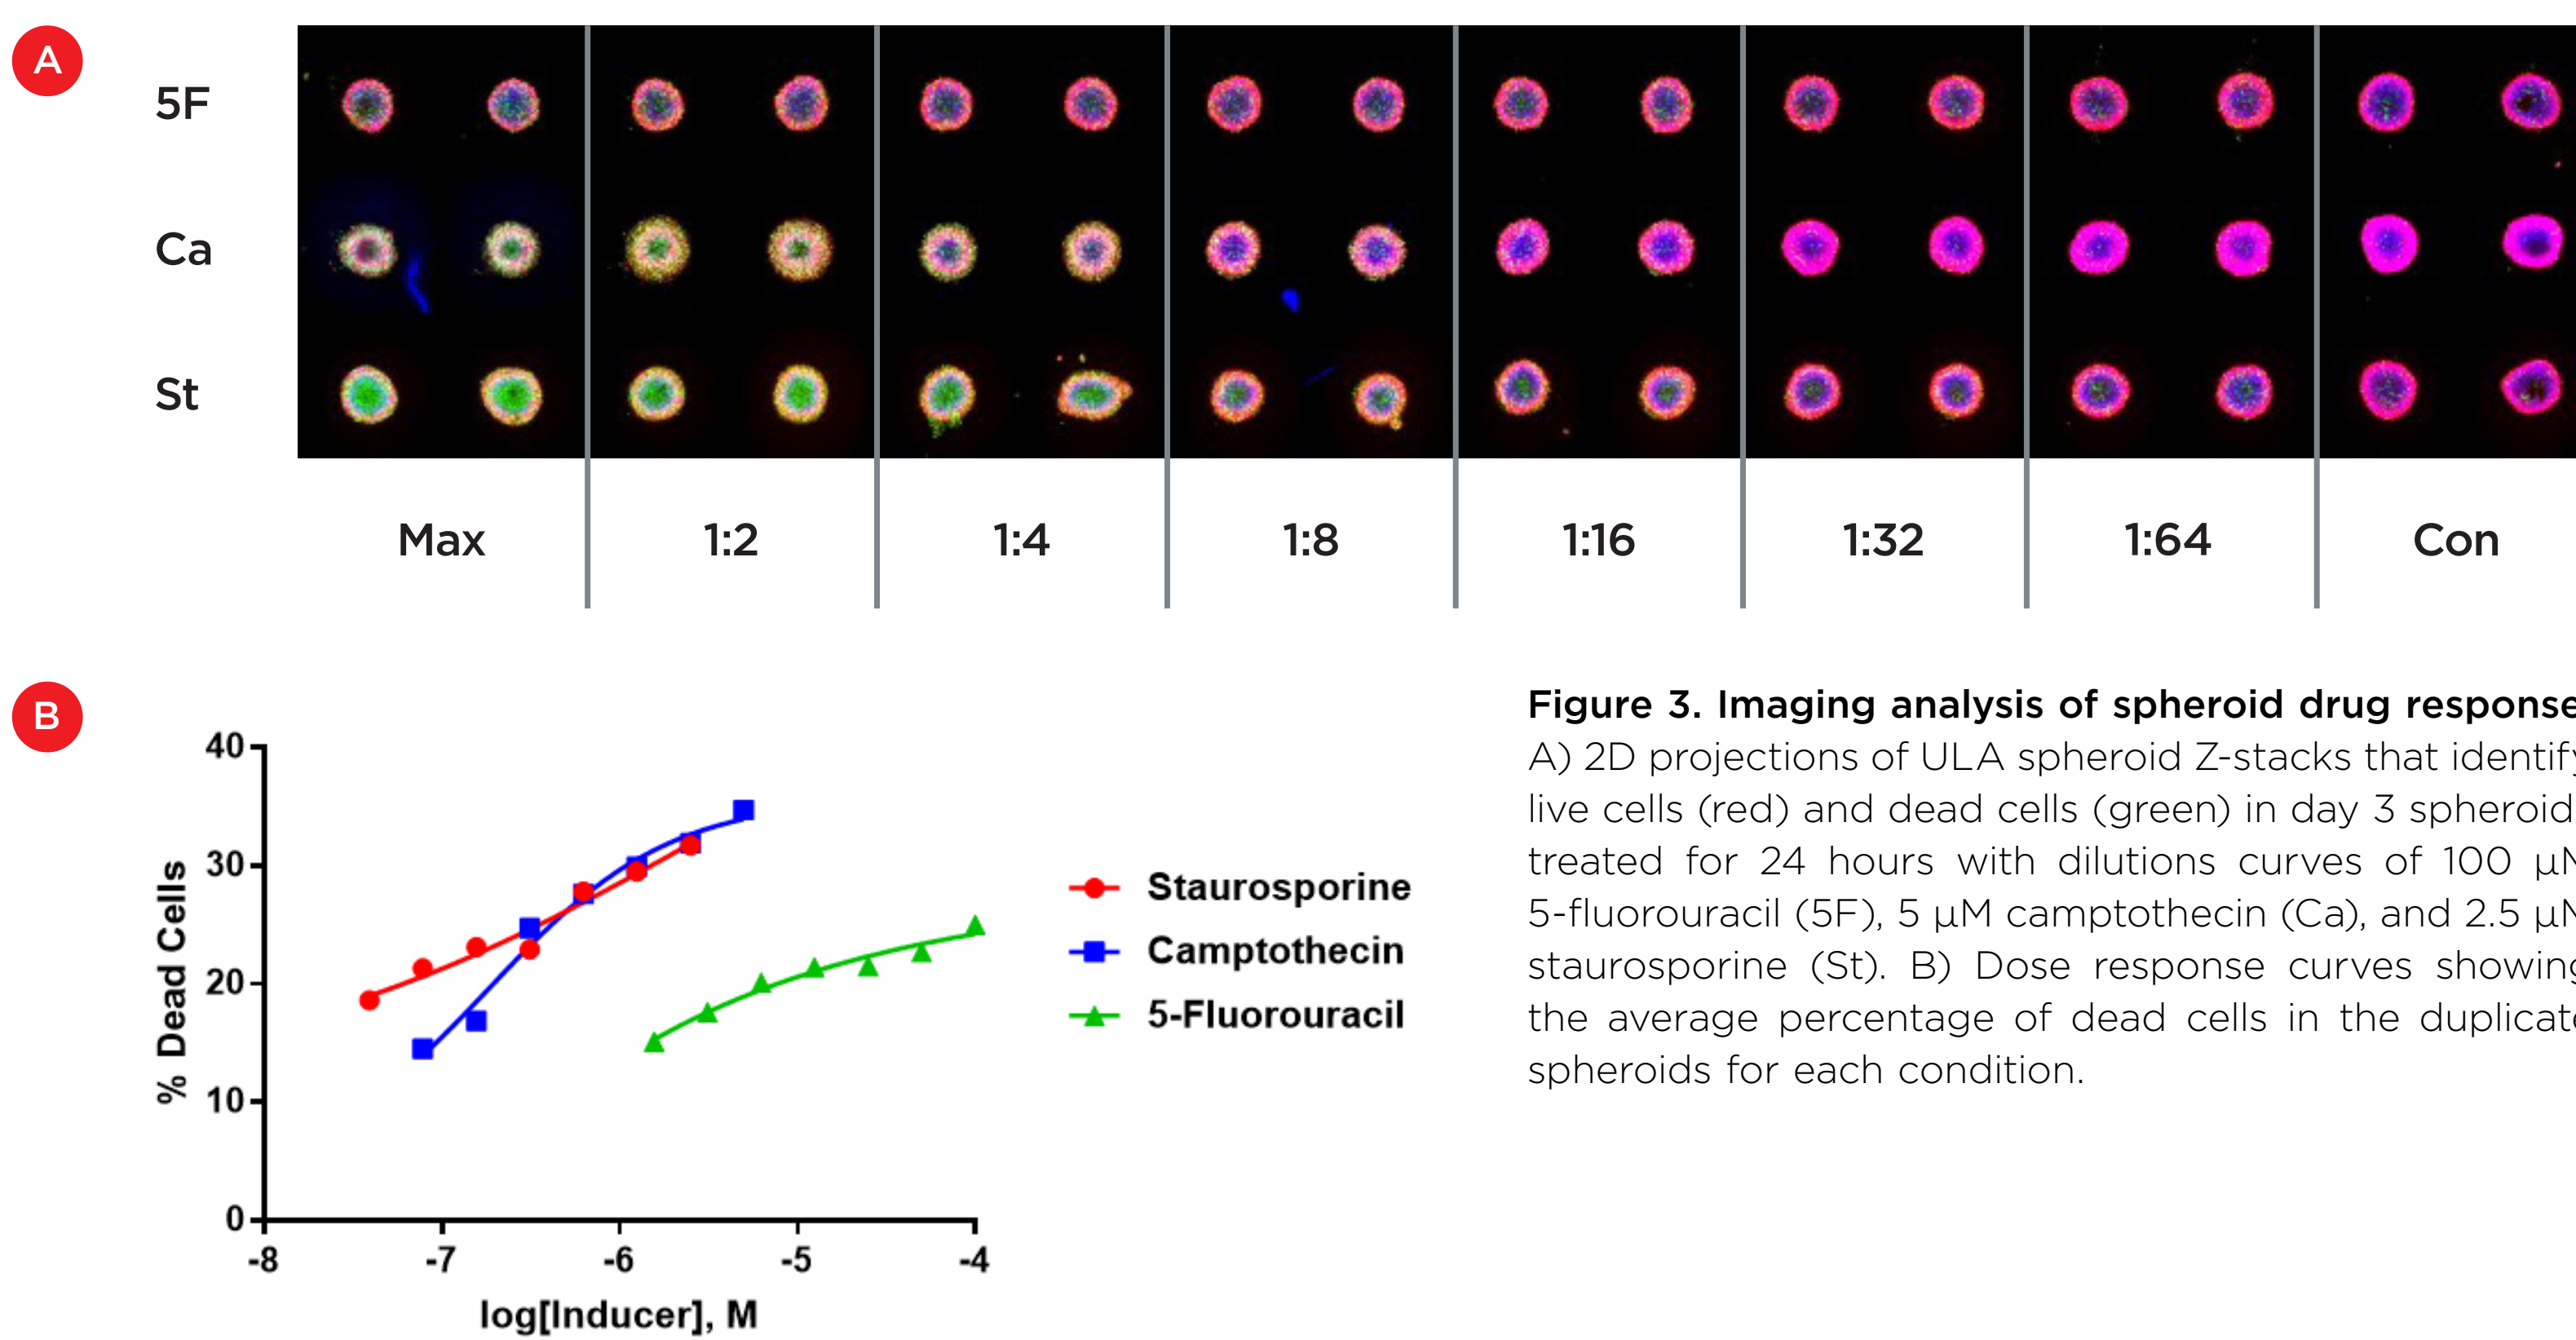 A
5F
Ca
St
Max 1:2 1:4 1:8 1:16 1:32 1:64 Con
B
40
30
20
10
0
% Dead Cells
-8 -7 -6 -5 -4
log[Inducer], M
Staurosporine
Camptothecin
5-Fluorouracil
Figure 3. Imaging analysis of spheroid drug response
A) 2D projections of ULA spheroid Z-stacks that identify
live cells (red) and dead cells (green) in day 3 spheroid
treated for 24 hours with dilutions curves of 100 µM
5-fluorouracil (5F), 5 µM camptothecin (Ca), and 2.5 µM
staurosporine (St). B) Dose response curves showing
the average percentage of dead cells in the duplicate
spheroids for each condition.